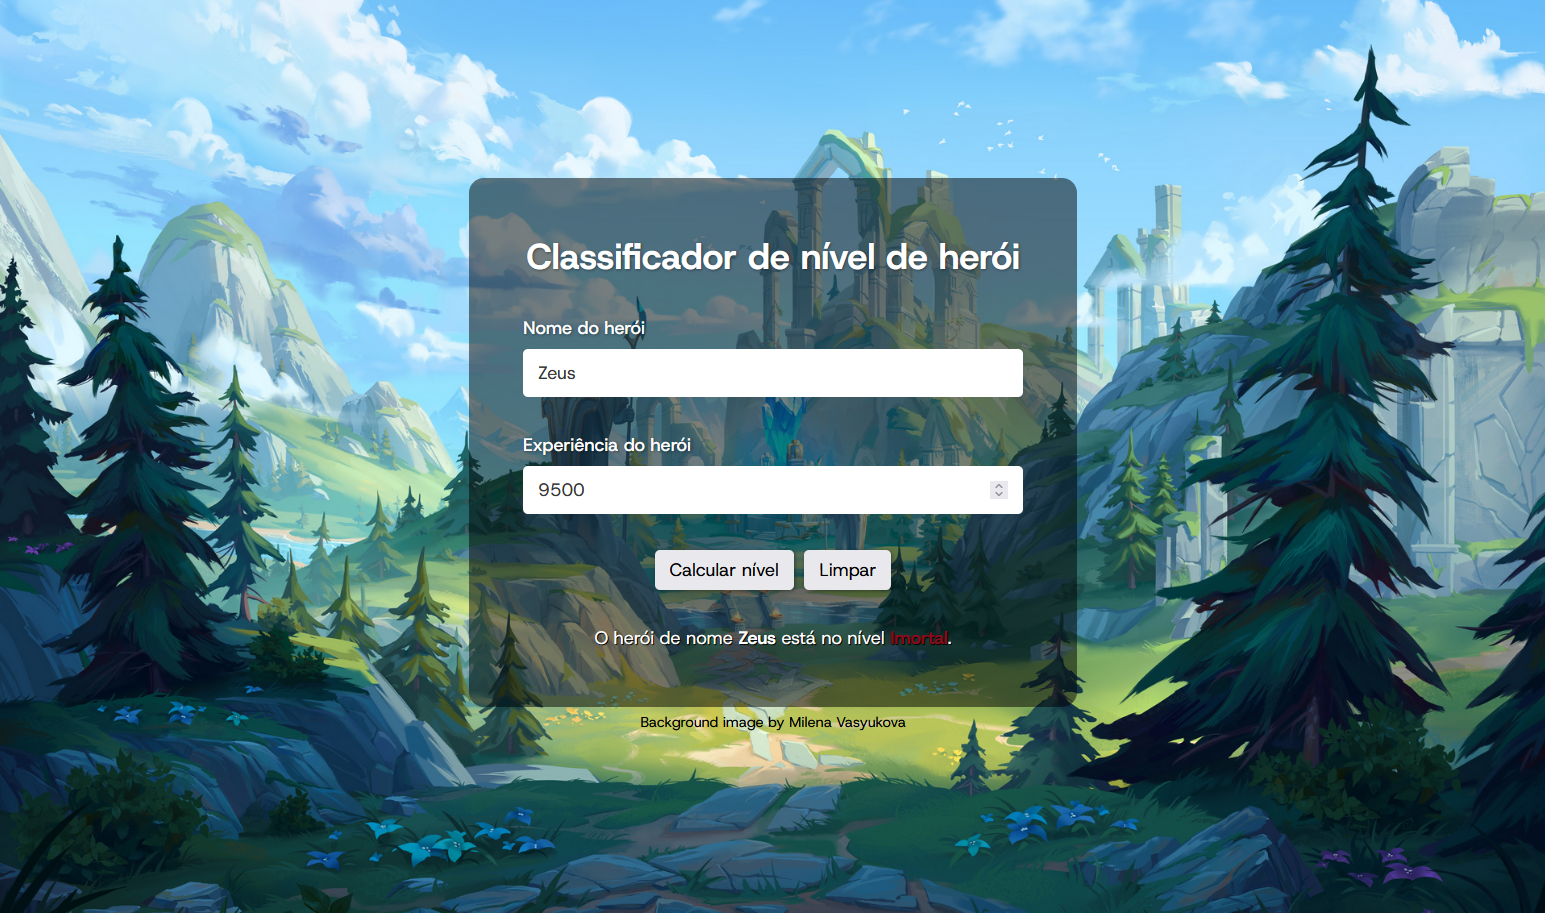 Classificador de nível de herói
Nome do herói
Zeus
Experiência do herói
9500
Calcular nível Limpar
O herói de nome Zeus está no nível Imortal.
Background image by Milena Vasyukova